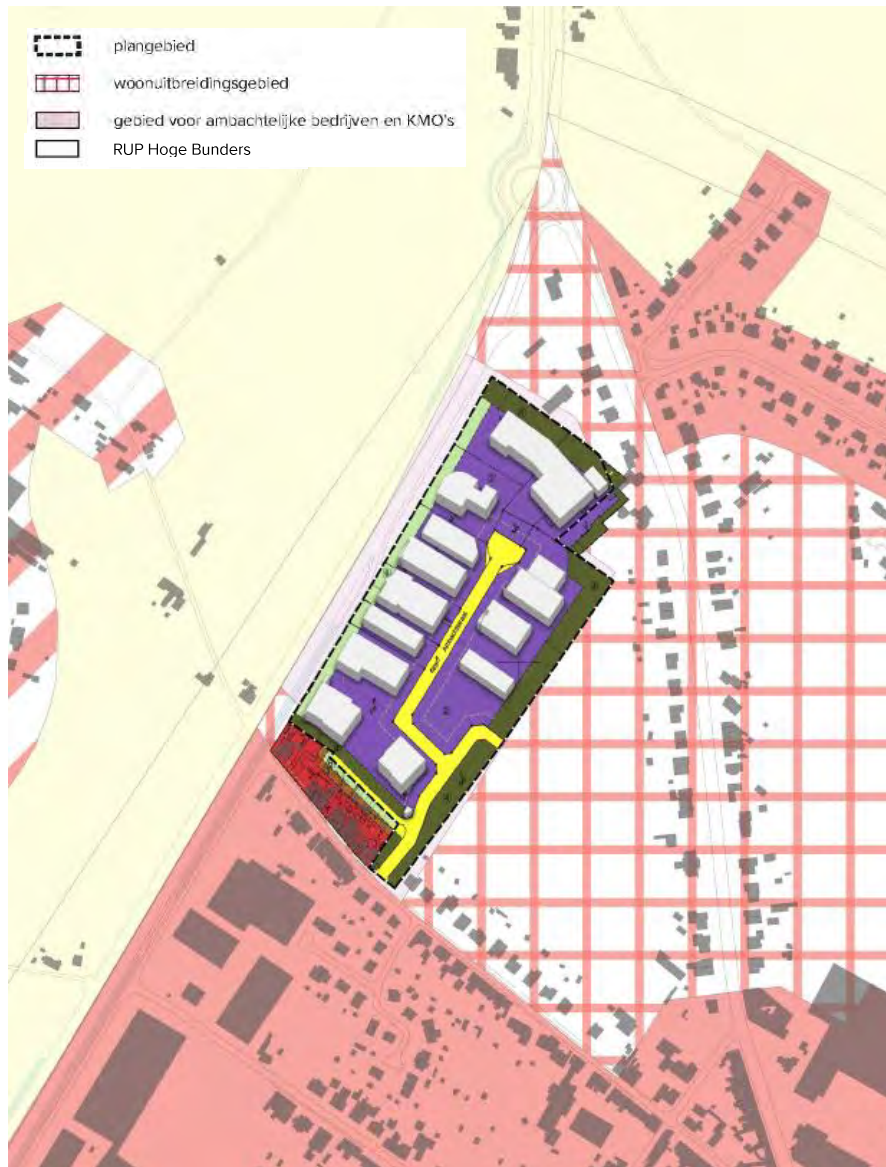 plangebied
woonuitbreidingsgebied
gebied voor ambachtelijke bedrijven en KMO's
RUP Hoge Bunders